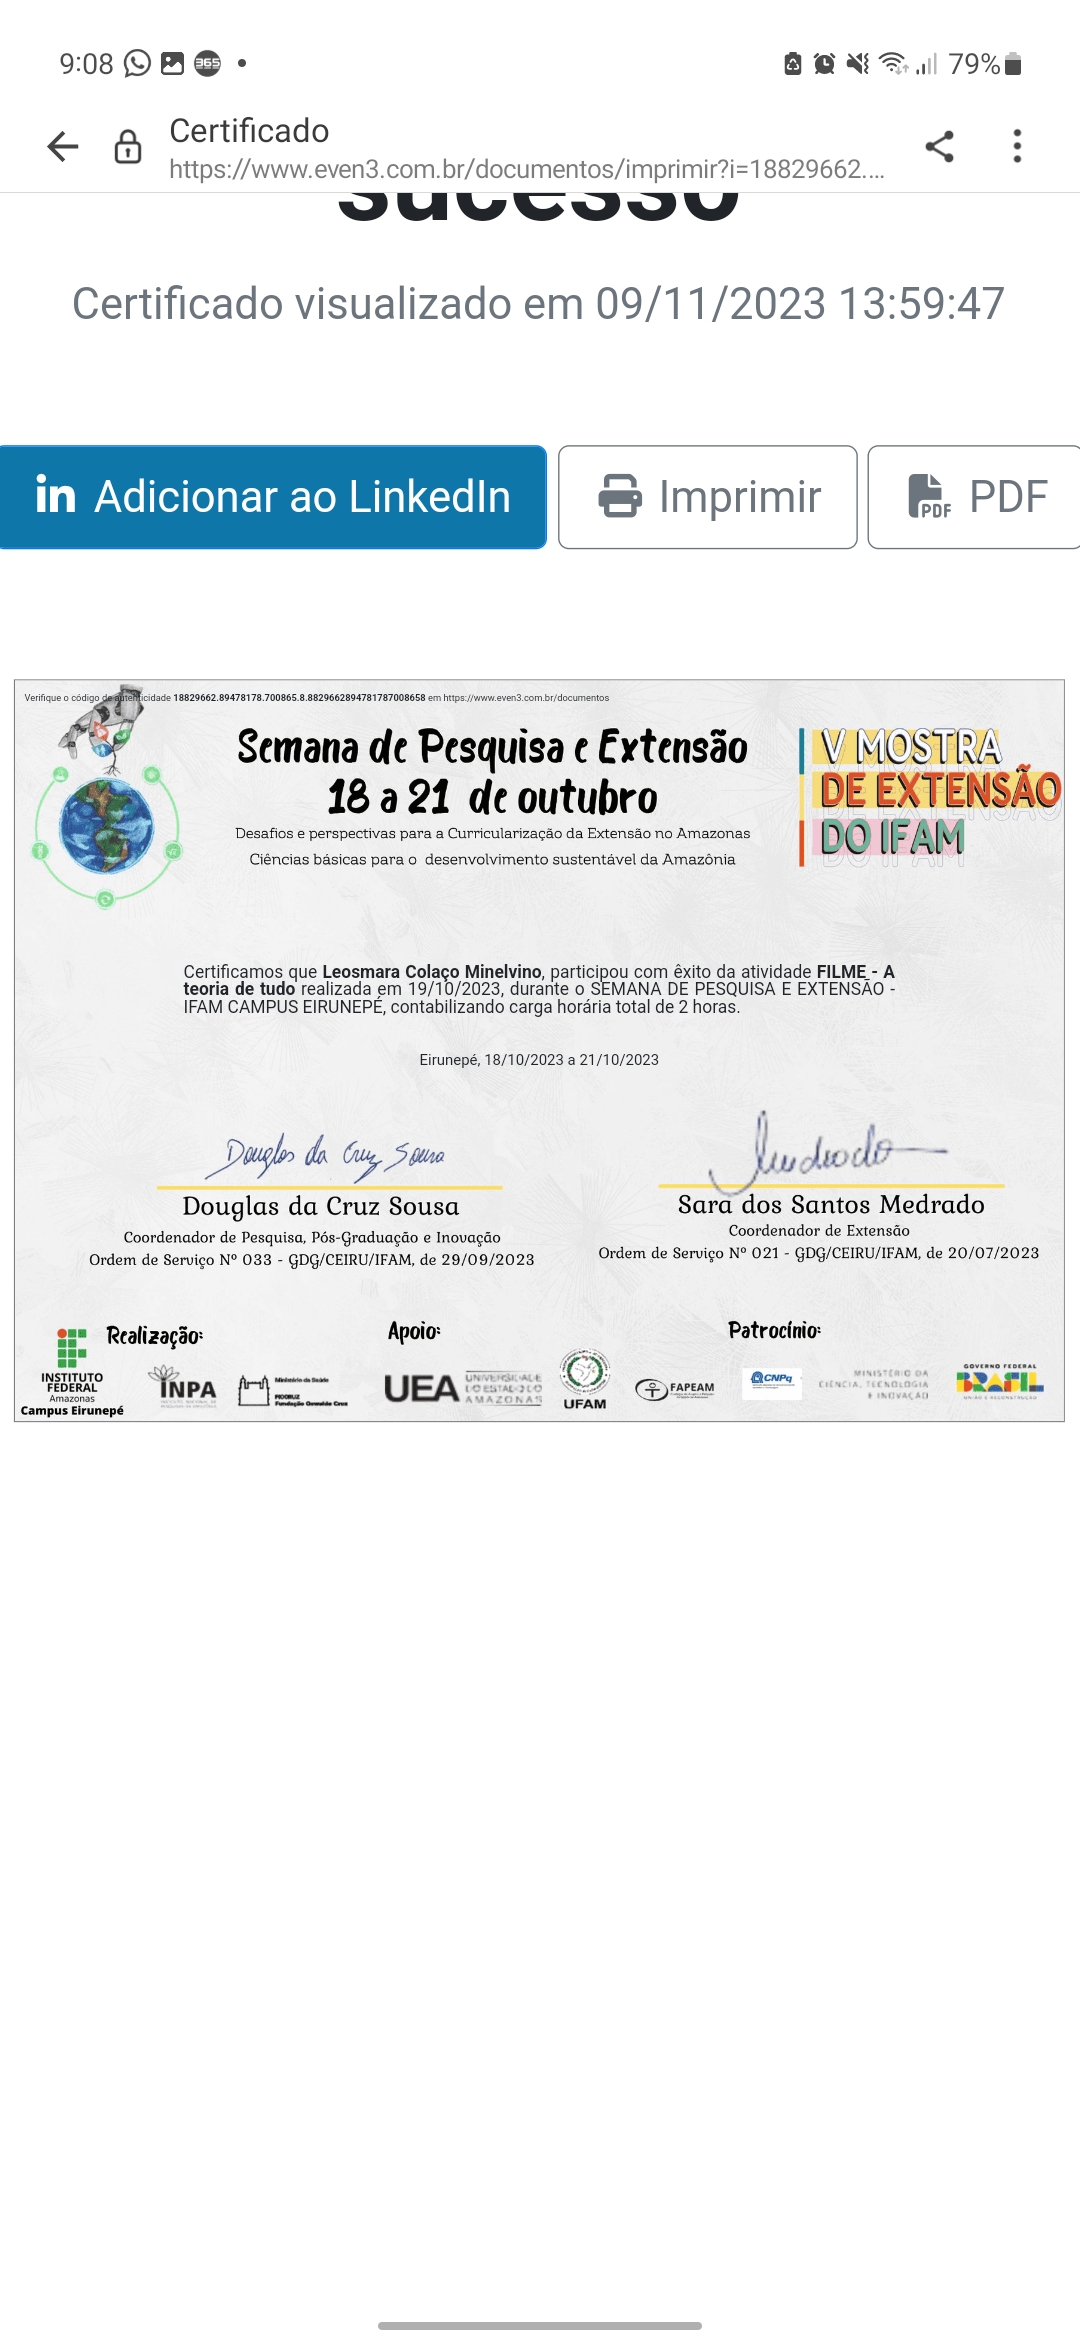 9:08
79%
Certificado
https://www.even3.com.br/documentos/imprimir?i=18829662....
sucesso
Certificado visualizado em 09/11/2023 13:59:47
in Adicionar ao LinkedIn
Imprimir
PDF PDF
Verifique o código de autenticidade 18829662.89478178.700865.8.88296628947817870086​58 em https://www.even3.com.br/documentos
Semana de Pesquisa e Extensão
18 a 21 de outubro
Desafios e perspectivas para a Curricularização da Extensão no Amazonas
Ciências básicas para o desenvolvimento sustentável da Amazônia
V MOSTRA
DE EXTENSÃO
DO IFAM
Certificamos que Leosmara Colaço Minelvino, participou com êxito da atividade FILME - A
teoria de tudo realizada em 19/10/2023, durante o SEMANA DE PESQUISA E EXTENSÃO -
IFAM CAMPUS EIRUNEPÉ, contabilizando carga horária total de 2 horas.
Eirunepé, 18/10/2023 a 21/10/2023
Douglas da Cruz Sousa
Douglas da Cruz Sousa
Coordenador de Pesquisa, Pós-Graduação e Inovação
Ordem de Serviço Nº 033 - GDG/CEIRU/IFAM, de 29/09/2023
Sara dos Santos Medrado
Coordenador de Extensão
Ordem de Serviço Nº 021 - GDG/CEIRU/IFAM, de 20/07/2023
Realização:
Apoio:
Patrocínio:
INSTITUTO
FEDERAL
Amazonas
Campus Eirunepé
INPA
Ministério da Saúde
FIOCRUZ
Fundação Oswaldo Cruz
UEA
UNIVERSIDADE
DO ESTADO DO
AMAZONAS
UFAM
FAPEAM
CNPq
MINISTÉRIO DA
CIÊNCIA, TECNOLOGIA
E INOVAÇÃO
GOVERNO FEDERAL
BRASIL
UNIÃO E RECONSTRUÇÃO